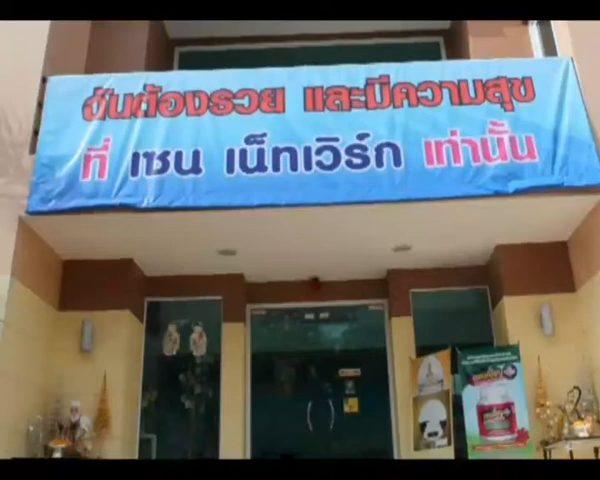 ฉันต้องรวย และมีความสุข
ที่ เซน เน็ทเวิร์ก เท่านั้น